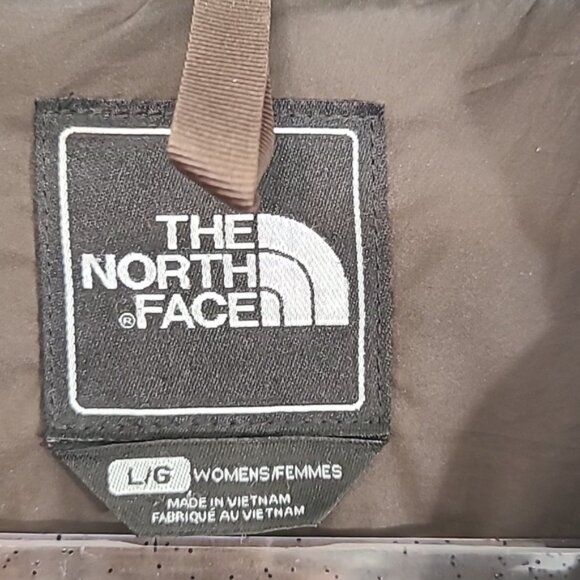 THE
NORTH
®FACE
L/G WOMENS/FEMMES
MADE IN VIETNAM
FABRIQUÉ AU VIETNAM